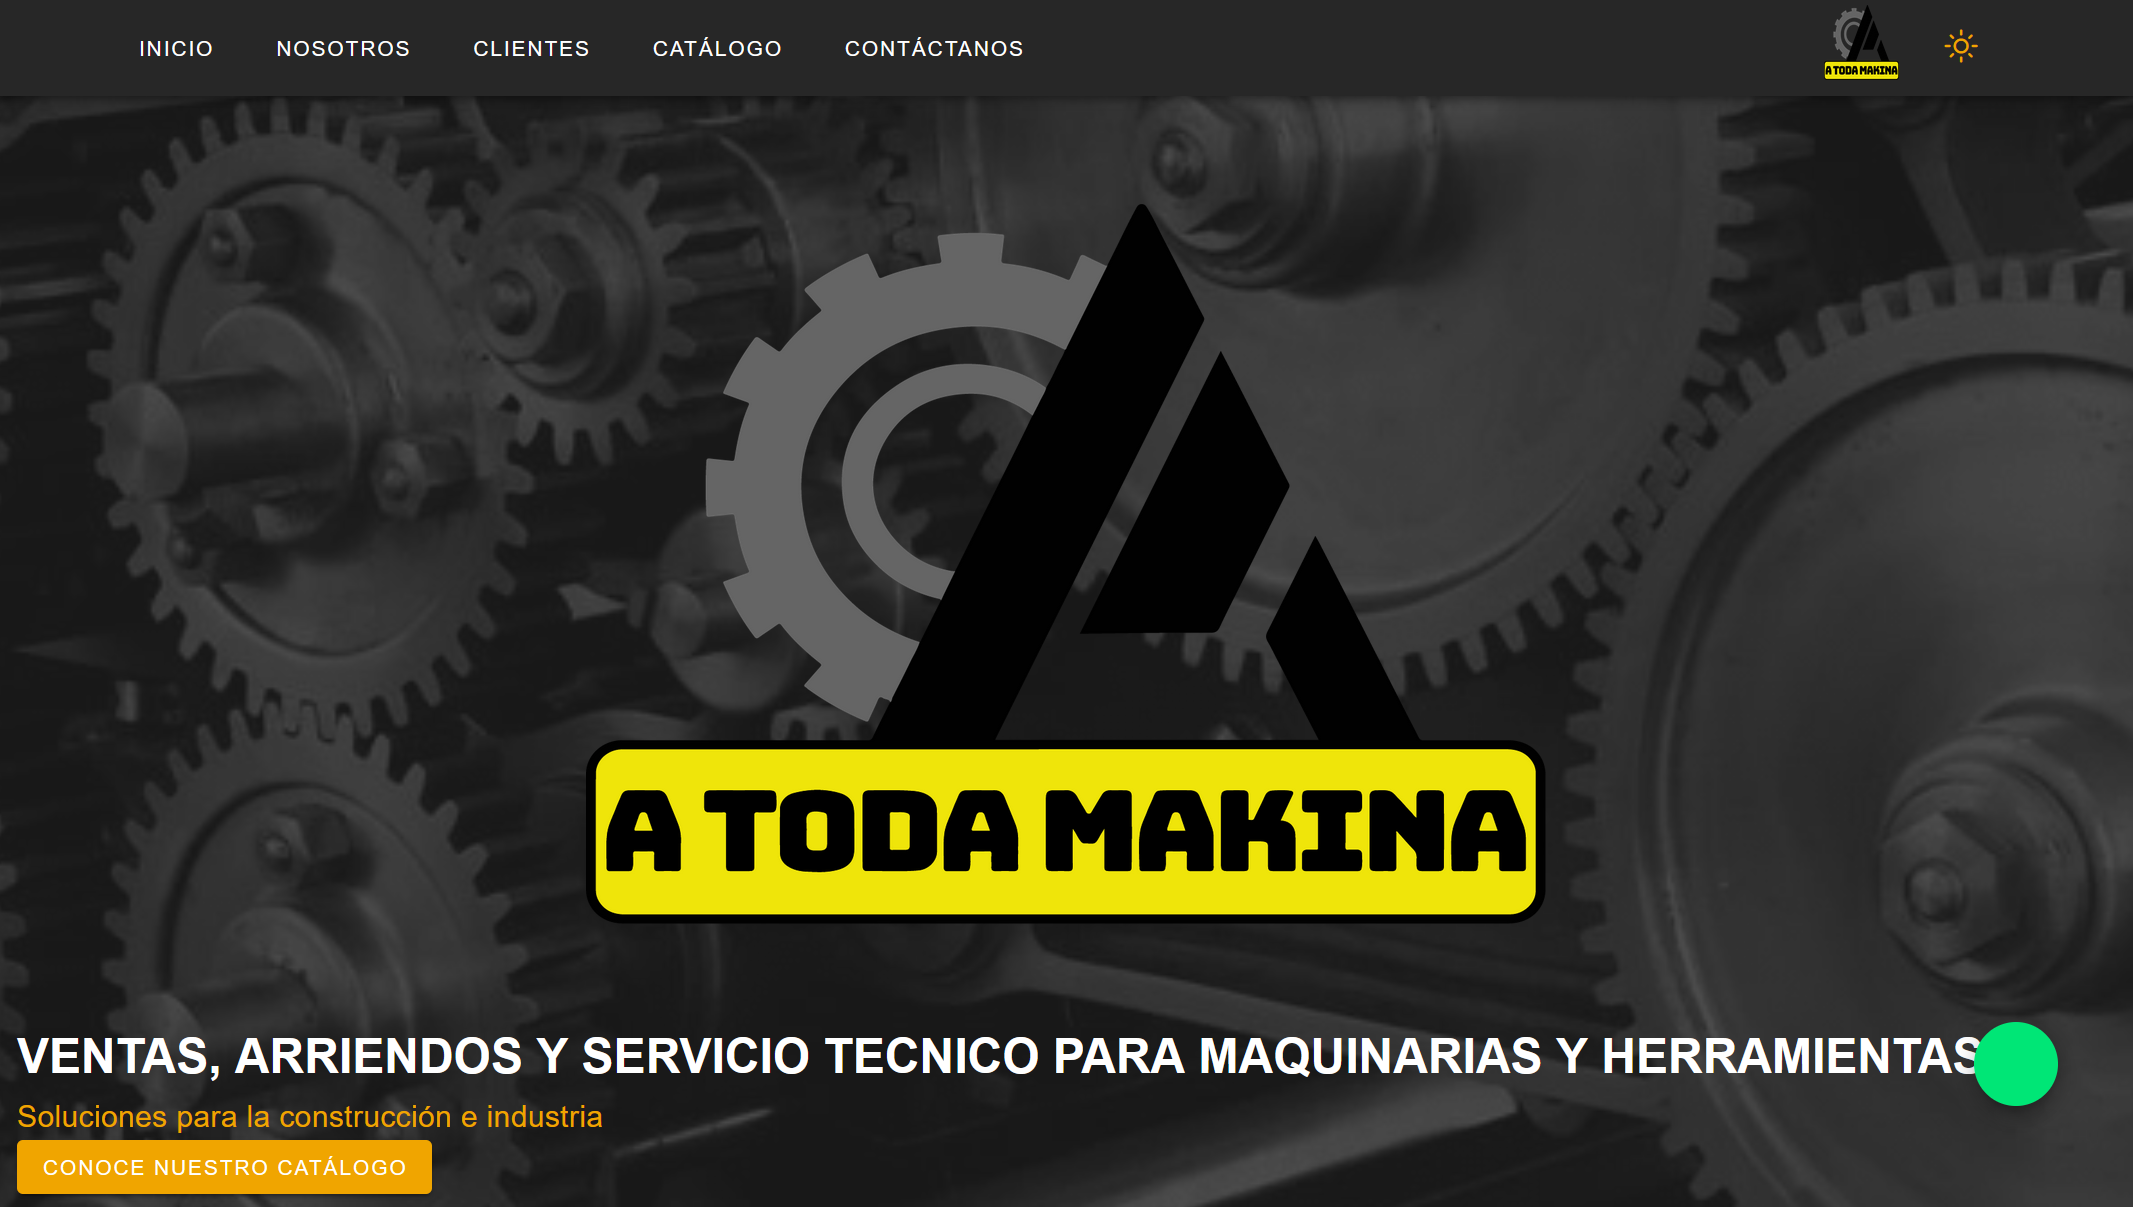 INICIO NOSOTROS CLIENTES CATÁLOGO CONTÁCTANOS
A TODA MAKINA
A TODA MAKINA
VENTAS, ARRIENDOS Y SERVICIO TECNICO PARA MAQUINARIAS Y HERRAMIENTAS
Soluciones para la construcción e industria
CONOCE NUESTRO CATÁLOGO